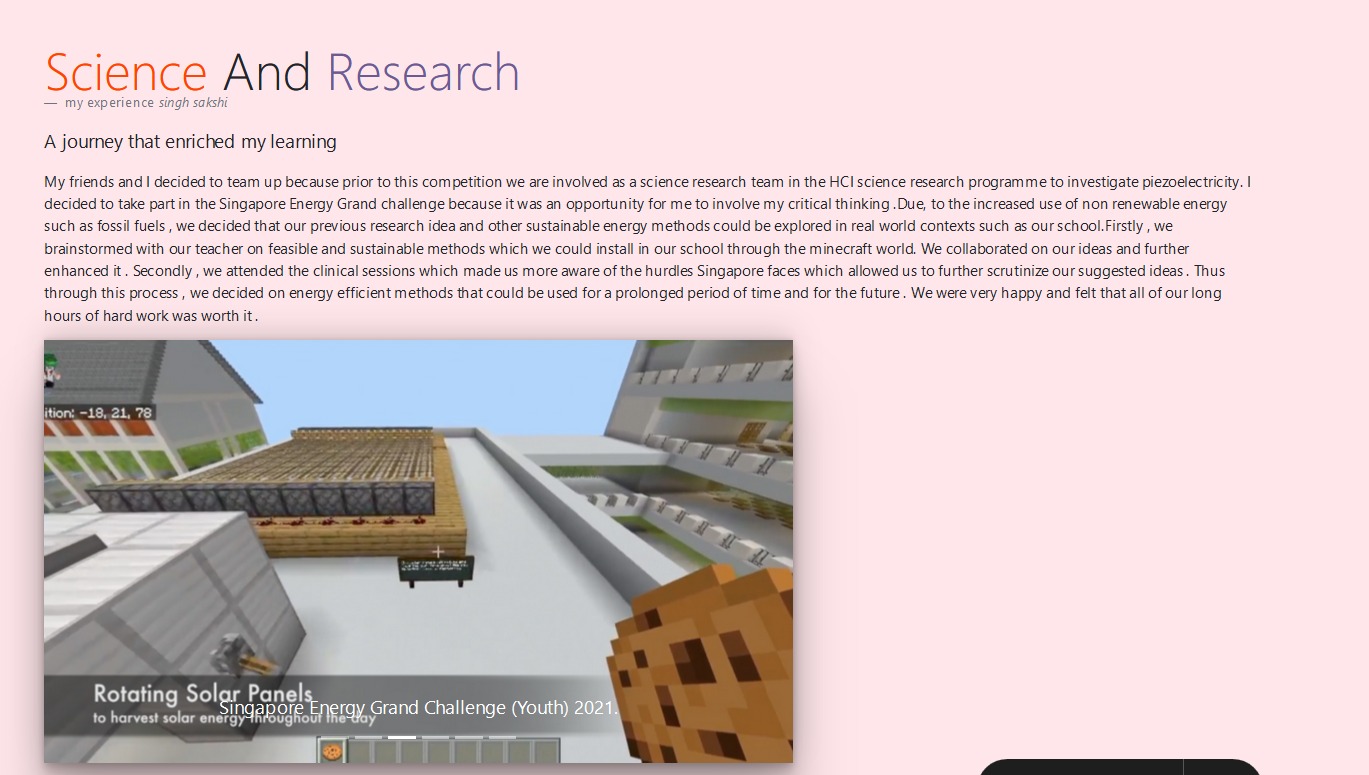 Science And Research
— my experience singh sakshi
A journey that enriched my learning
My friends and I decided to team up because prior to this competition we are involved as a science research team in the HCI science research programme to investigate piezoelectricity. I
decided to take part in the Singapore Energy Grand challenge because it was an opportunity for me to involve my critical thinking .Due, to the increased use of non renewable energy
such as fossil fuels , we decided that our previous research idea and other sustainable energy methods could be explored in real world contexts such as our school.Firstly , we
brainstormed with our teacher on feasible and sustainable methods which we could install in our school through the minecraft world. We collaborated on our ideas and further
enhanced it . Secondly , we attended the clinical sessions which made us more aware of the hurdles Singapore faces which allowed us to further scrutinize our suggested ideas . Thus
through this process , we decided on energy efficient methods that could be used for a prolonged period of time and for the future . We were very happy and felt that all of our long
hours of hard work was worth it .
ition: -18, 21, 78
Rotating Solar Panels
Singapore Energy Grand Challenge (Youth) 2021.
to harvest solar energy throughout the day